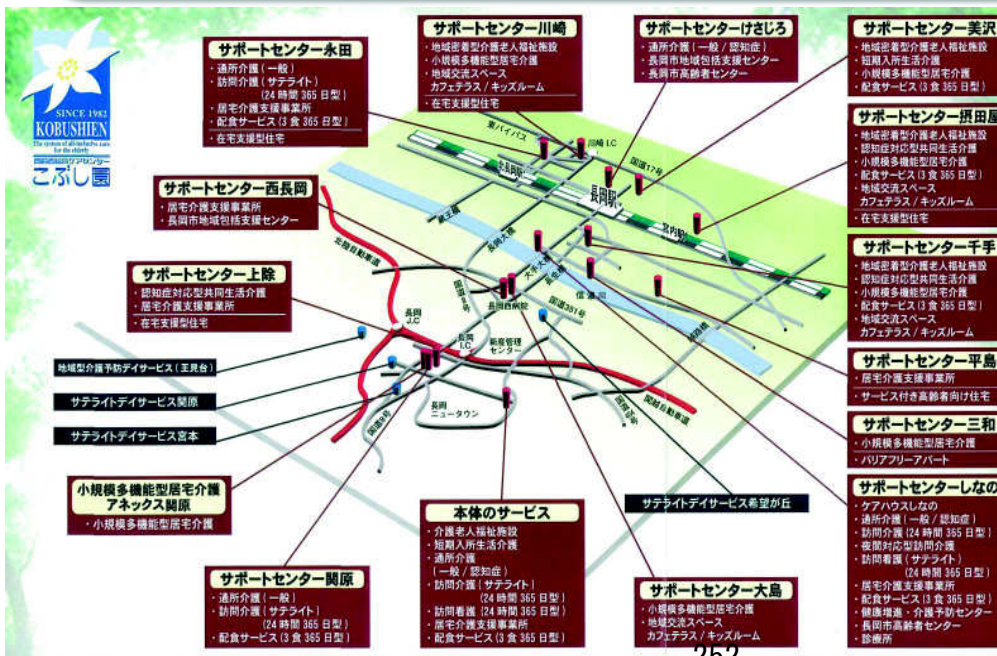 SINCE 1982
KOBUSHIEN
The system of all-inclusive care
for the elderly
こぶし園
サポートセンター永田
・通所介護(一般)
・訪問介護(サテライト)
(24時間365日型)
・居宅介護支援事業所
・配食サービス(3食365日型)
・在宅支援型住宅
サポートセンター川崎
・地域密着型介護老人福祉施設
・小規模多機能型居宅介護
・地域交流スペース
カフェテラス/キッズルーム
・在宅支援型住宅
サポートセンターけさじろ
・通所介護(一般/認知症)
・長岡市地域包括支援センター
・長岡市高齢者センター
サポートセンター美沢
・地域密着型介護老人福祉施設
・短期入所生活介護
・小規模多機能型居宅介護
・配食サービス(3食365日型)
サポートセンター摂田屋
・地域密着型介護老人福祉施設
・認知症対応型共同生活介護
・小規模多機能型居宅介護
・配食サービス(3食365日型)
・地域交流スペース
カフェテラス/キッズルーム
・在宅支援型住宅
サポートセンター西長岡
・居宅介護支援事業所
・長岡市地域包括支援センター
サポートセンター千手
・地域密着型介護老人福祉施設
・認知症対応型共同生活介護
・小規模多機能型居宅介護
・配食サービス(3食365日型)
・地域交流スペース
カフェテラス/キッズルーム
サポートセンター上除
・認知症対応型共同生活介護
・居宅介護支援事業所
・在宅支援型住宅
サポートセンター平島
・居宅介護支援事業所
・サービス付き高齢者向け住宅
サポートセンター三和
・小規模多機能型居宅介護
・バリアフリーアパート
地域型介護予防デイサービス(王見台)
サテライトデイサービス関原
サテライトデイサービス宮本
サテライトデイサービス希望が丘
東バイパス
川崎I.C
国道17号
北長岡駅
長岡駅
宮内駅
蔵王橋
長岡大橋
大手大橋
長生橋
信濃川
北陸自動車道
国道8号
長岡西病院
国道351号
長岡
J.C
長岡
I.C
新産管理
センター
長岡
ニュータウン
国道8号
関越自動車道
小規模多機能型居宅介護
アネックス関原
・小規模多機能型居宅介護
サポートセンター関原
・通所介護(一般)
・訪問介護(サテライト)
(24時間365日型)
・配食サービス(3食365日型)
本体のサービス
・介護老人福祉施設
・短期入所生活介護
・通所介護
(一般/認知症)
・訪問介護(サテライト)
(24時間365日型)
・訪問看護(24時間365日型)
・居宅介護支援事業所
・配食サービス(3食365日型)
サポートセンター大島
・小規模多機能型居宅介護
・地域交流スペース
カフェテラス/キッズルーム
サポートセンターしなの
・ケアハウスしなの
・通所介護(一般/認知症)
・訪問介護(24時間365日型)
・夜間対応型訪問介護
・訪問看護(サテライト)
(24時間365日型)
・居宅介護支援事業所
・配食サービス(3食365日型)
・健康増進・介護予防センター
・長岡市高齢者センター
・診療所
252